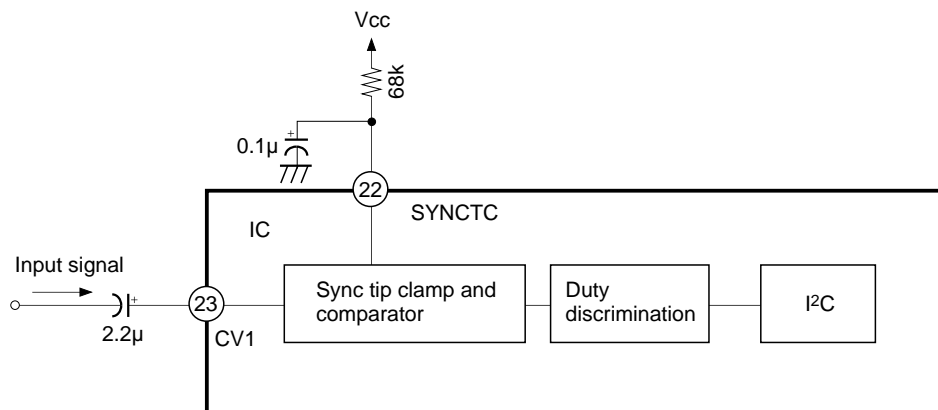 Vcc
68k
+
0.1µ
22
SYNCTC
IC
Input signal
+
2.2µ
23
CV1
Sync tip clamp and
comparator
Duty
discrimination
I²C